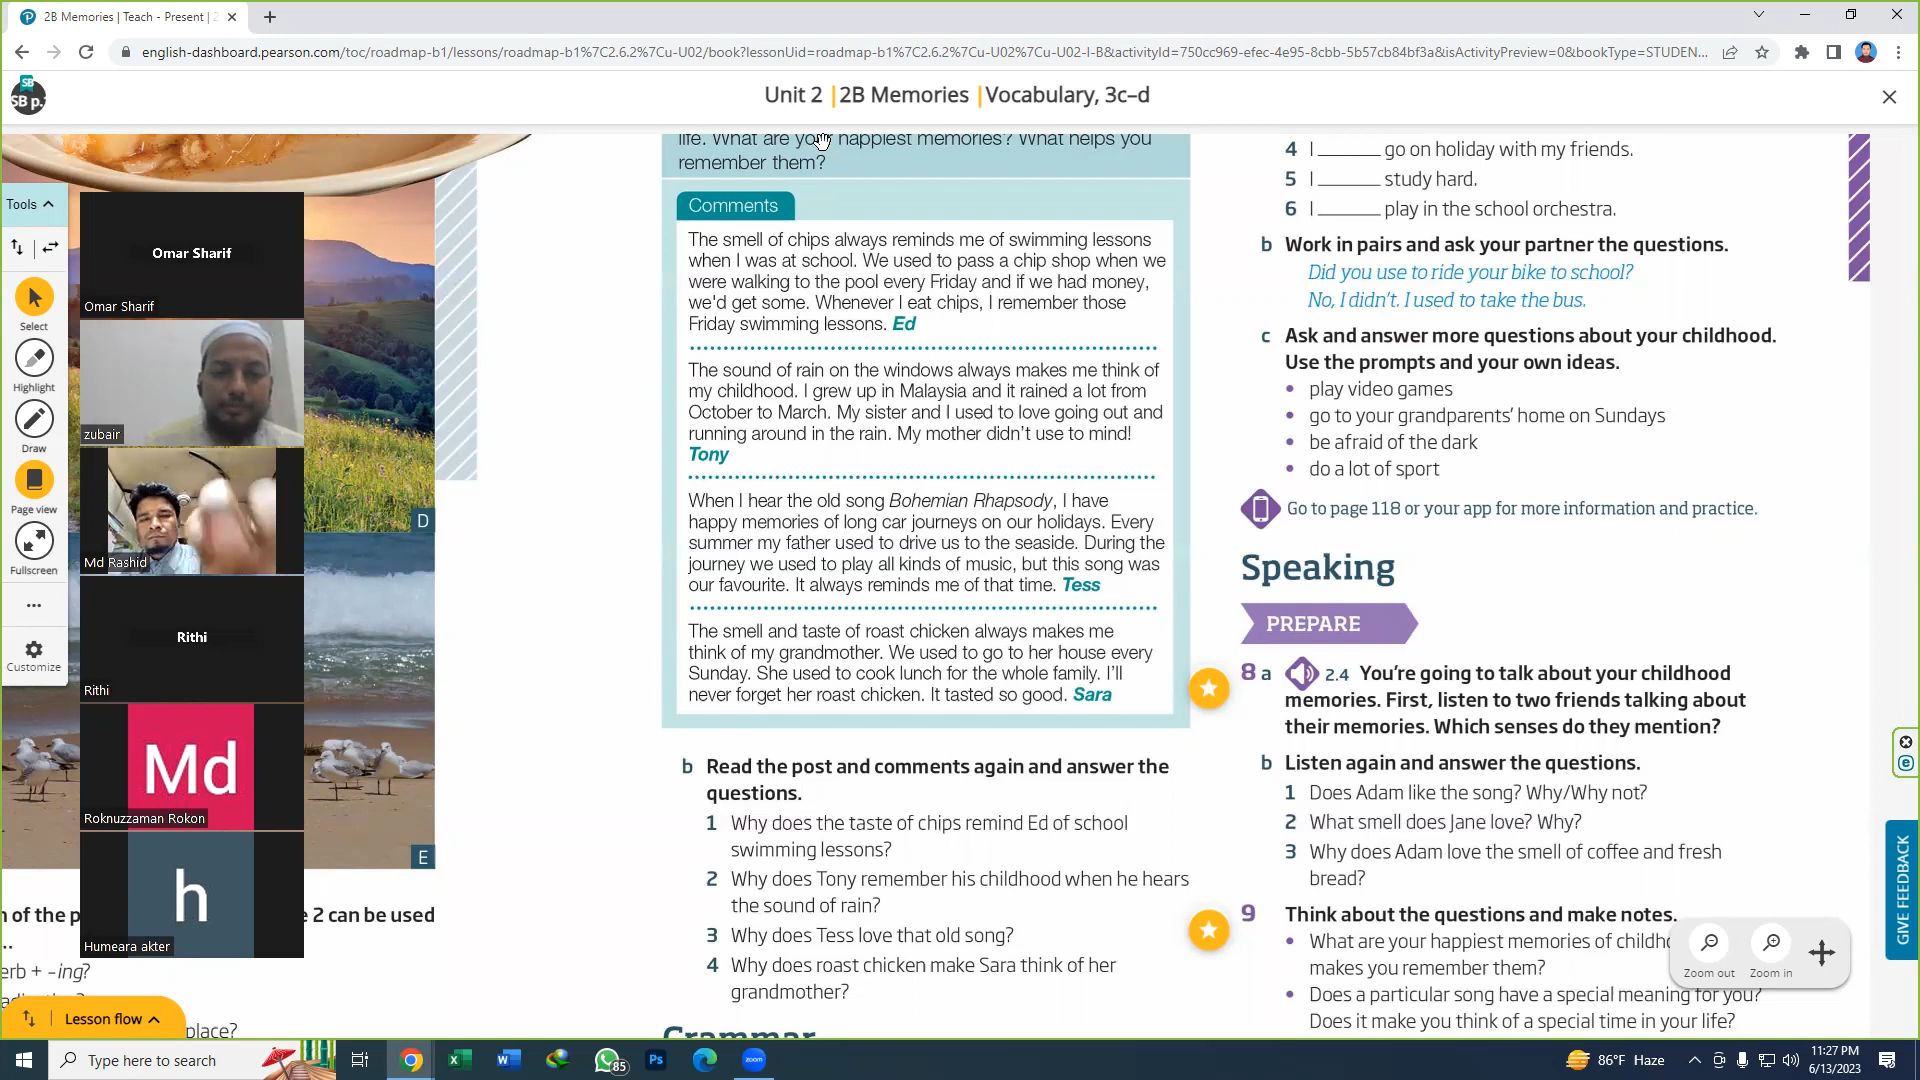 2B Memories | Teach - Present | 2
english-dashboard.pearson.com/toc/roadmap-b1/lessons/roadmap-b1%7C2.6.2%7Cu-U02/book?lessonUid=roadmap-b1%7C2.6.2%7Cu-U02%7Cu-U02-I-B&activityId=750cc969-efec-4e95-8cbb-5b57cb84bf3a&isActivityPreview=0&bookType=STUDEN...
SB
SB p.
Unit 2 | 2B Memories | Vocabulary, 3c–d
Tools
Select
Highlight
Draw
Page view
Fullscreen
Customize
Omar Sharif
Omar Sharif
zubair
Md Rashid
Rithi
Rithi
Md
Roknuzzaman Rokon
h
Humeara akter
D
E
n of the p
e 2 can be used
..
erb + -ing?
place?
Lesson flow
life. What are your happiest memories? What helps you
remember them?
Comments
The smell of chips always reminds me of swimming lessons
when I was at school. We used to pass a chip shop when we
were walking to the pool every Friday and if we had money,
we'd get some. Whenever I eat chips, I remember those
Friday swimming lessons. Ed
The sound of rain on the windows always makes me think of
my childhood. I grew up in Malaysia and it rained a lot from
October to March. My sister and I used to love going out and
running around in the rain. My mother didn't use to mind!
Tony
When I hear the old song Bohemian Rhapsody, I have
happy memories of long car journeys on our holidays. Every
summer my father used to drive us to the seaside. During the
journey we used to play all kinds of music, but this song was
our favourite. It always reminds me of that time. Tess
The smell and taste of roast chicken always makes me
think of my grandmother. We used to go to her house every
Sunday. She used to cook lunch for the whole family. I'll
never forget her roast chicken. It tasted so good. Sara
b Read the post and comments again and answer the
questions.
1 Why does the taste of chips remind Ed of school
swimming lessons?
2 Why does Tony remember his childhood when he hears
the sound of rain?
3 Why does Tess love that old song?
4 Why does roast chicken make Sara think of her
grandmother?
Grammar
4 I ______ go on holiday with my friends.
5 I ______ study hard.
6 I ______ play in the school orchestra.
b Work in pairs and ask your partner the questions.
Did you use to ride your bike to school?
No, I didn't. I used to take the bus.
c Ask and answer more questions about your childhood.
Use the prompts and your own ideas.
• play video games
• go to your grandparents' home on Sundays
• be afraid of the dark
• do a lot of sport
Go to page 118 or your app for more information and practice.
Speaking
PREPARE
8 a 2.4 You're going to talk about your childhood
memories. First, listen to two friends talking about
their memories. Which senses do they mention?
b Listen again and answer the questions.
1 Does Adam like the song? Why/Why not?
2 What smell does Jane love? Why?
3 Why does Adam love the smell of coffee and fresh
bread?
9 Think about the questions and make notes.
• What are your happiest memories of childh
makes you remember them?
• Does a particular song have a special meaning for you?
Does it make you think of a special time in your life?
Zoom out
Zoom in
GIVE FEEDBACK
Type here to search
85
Ps
zoom
86°F Haze
11:27 PM
6/13/2023